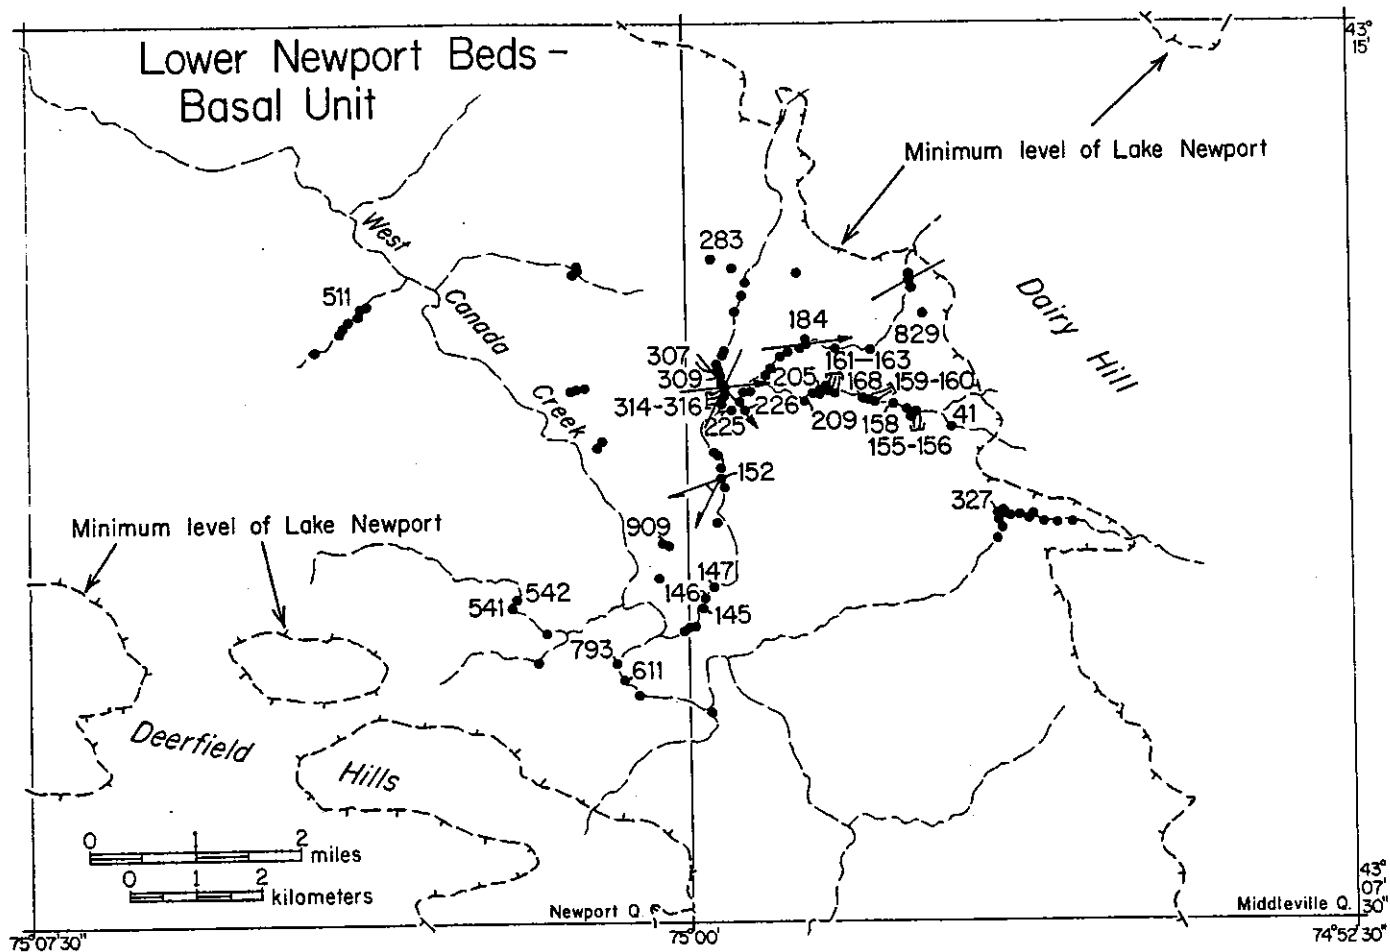 Lower Newport Beds –
Basal Unit
43°
15'
Minimum level of Lake Newport
West
Canada
Creek
283
511
Dairy
Hill
184
829
307
309
314-316
161-163
205
168
159-160
226
225
209
158
41
155-156
152
327
Minimum level of Lake Newport
909
147
146
145
542
541
793
611
Deerfield
Hills
0 1 2
miles
0 1 2
kilometers
43°
07'
30"
Newport Q.
Middleville Q.
75°07'30"
75°00'
74°52'30"